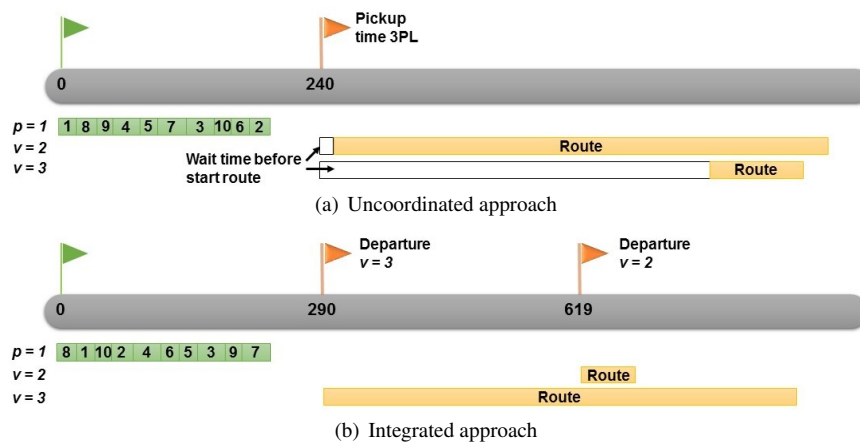 Pickup
time 3PL
0 240
p = 1 1 8 9 4 5 7 3 10 6 2
v = 2 Route
Wait time before
start route
v = 3 Route
(a) Uncoordinated approach
Departure
v = 3
Departure
v = 2
0 290 619
p = 1 8 1 10 2 4 6 5 3 9 7
v = 2 Route
v = 3 Route
(b) Integrated approach